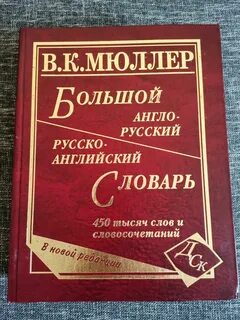 В.К.МЮЛЛЕР
БОЛЬШОЙ
АНГЛО-
РУССКИЙ
РУССКО-
АНГЛИЙСКИЙ
СЛОВАРЬ
450 тысяч слов и
словосочетаний
В новой редакции
ДСК